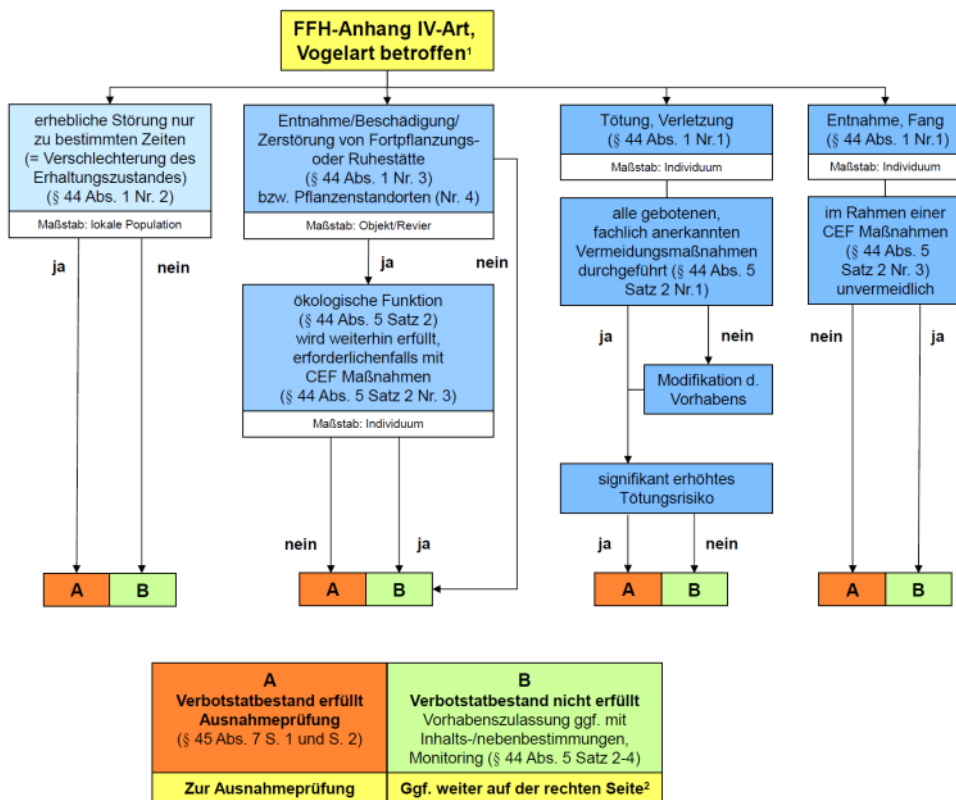 FFH-Anhang IV-Art,
Vogelart betroffen¹
erhebliche Störung nur
zu bestimmten Zeiten
(= Verschlechterung des
Erhaltungszustandes)
(§ 44 Abs. 1 Nr. 2)
Maßstab: lokale Population
ja
nein
A
B
Entnahme/Beschädigung/
Zerstörung von Fortpflanzungs-
oder Ruhestätte
(§ 44 Abs. 1 Nr. 3)
bzw. Pflanzenstandorten (Nr. 4)
Maßstab: Objekt/Revier
ja
nein
ökologische Funktion
(§ 44 Abs. 5 Satz 2)
wird weiterhin erfüllt,
erforderlichenfalls mit
CEF Maßnahmen
(§ 44 Abs. 5 Satz 2 Nr. 3)
Maßstab: Individuum
nein
ja
A
B
Tötung, Verletzung
(§ 44 Abs. 1 Nr.1)
Maßstab: Individuum
alle gebotenen,
fachlich anerkannten
Vermeidungsmaßnahmen
durchgeführt (§ 44 Abs. 5
Satz 2 Nr.1)
ja
nein
Modifikation d.
Vorhabens
signifikant erhöhtes
Tötungsrisiko
ja
nein
A
B
Entnahme, Fang
(§ 44 Abs. 1 Nr.1)
Maßstab: Individuum
im Rahmen einer
CEF Maßnahmen
(§ 44 Abs. 5
Satz 2 Nr. 3)
unvermeidlich
nein
ja
A
B
A
Verbotstatbestand erfüllt
Ausnahmeprüfung
(§ 45 Abs. 7 S. 1 und S. 2)
Zur Ausnahmeprüfung
B
Verbotstatbestand nicht erfüllt
Vorhabenszulassung ggf. mit
Inhalts-/nebenbestimmungen,
Monitoring (§ 44 Abs. 5 Satz 2-4)
Ggf. weiter auf der rechten Seite²